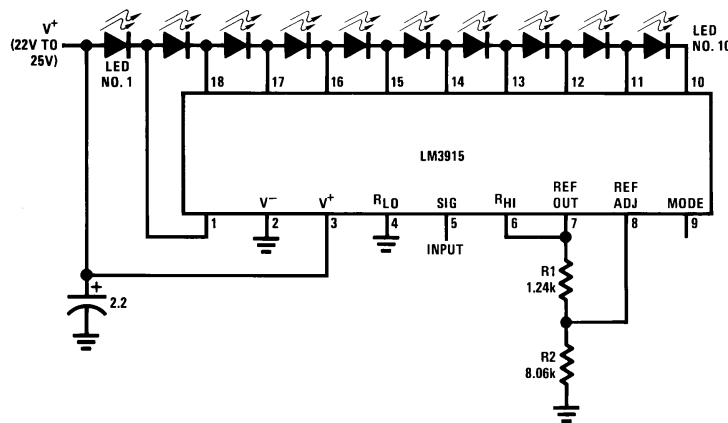 V+
(22V TO
25V)
LED
NO. 1
LED
NO. 10
18
17
16
15
14
13
12
11
10
LM3915
V−
V+
RLO
SIG
RHI
REF
OUT
REF
ADJ
MODE
1
2
3
4
5
6
7
8
9
INPUT
+
2.2
R1
1.24k
R2
8.06k